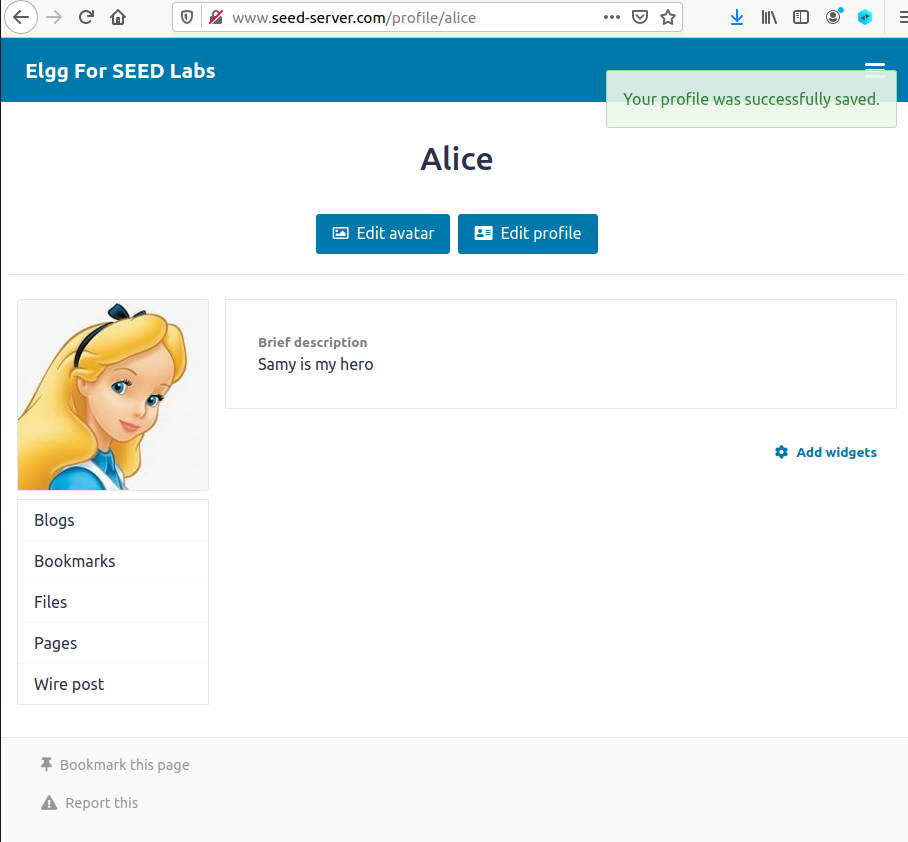 www.seed-server.com/profile/alice
Elgg For SEED Labs
Your profile was successfully saved.
Alice
Edit avatar
Edit profile
Brief description
Samy is my hero
Add widgets
Blogs
Bookmarks
Files
Pages
Wire post
Bookmark this page
Report this